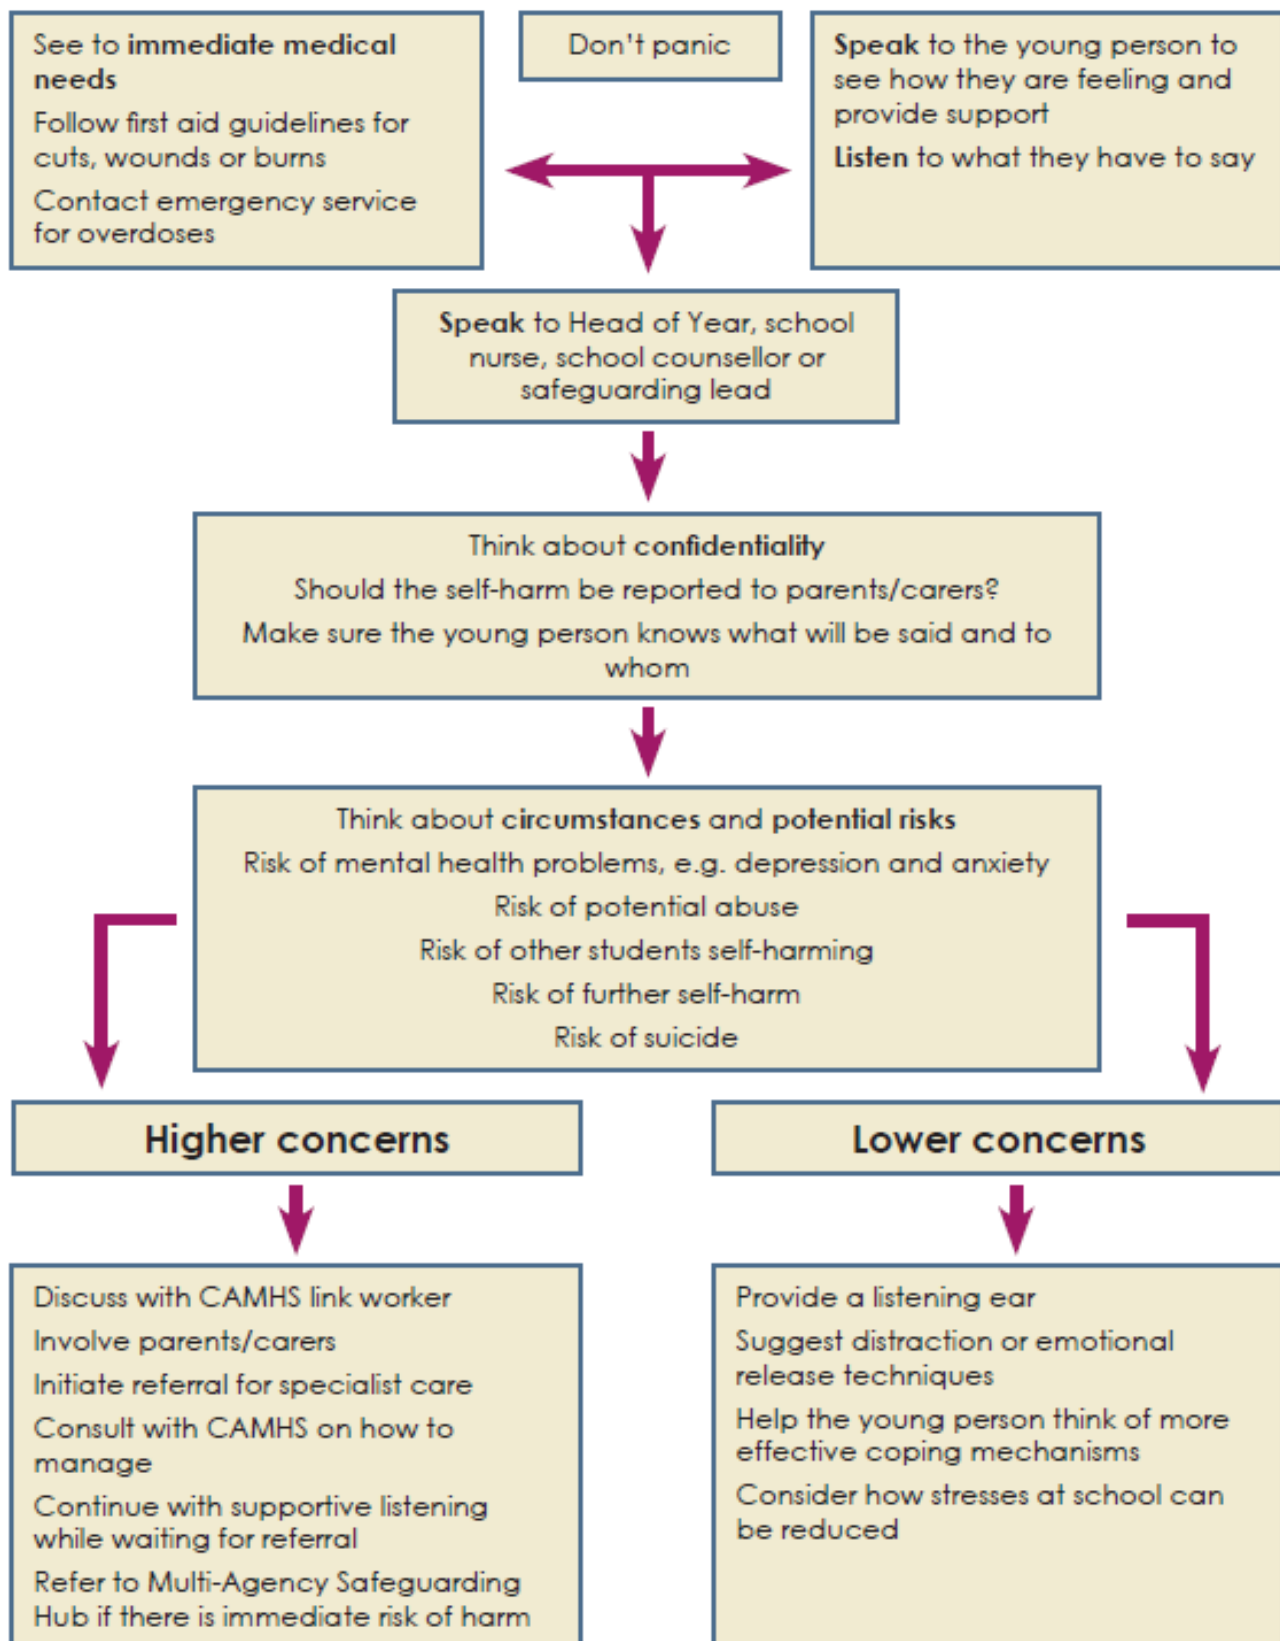 See to immediate medical
needs
Follow first aid guidelines for
cuts, wounds or burns
Contact emergency service
for overdoses
Don't panic
Speak to the young person to
see how they are feeling and
provide support
Listen to what they have to say
Speak to Head of Year, school
nurse, school counsellor or
safeguarding lead
Think about confidentiality
Should the self-harm be reported to parents/carers?
Make sure the young person knows what will be said and to
whom
Think about circumstances and potential risks
Risk of mental health problems, e.g. depression and anxiety
Risk of potential abuse
Risk of other students self-harming
Risk of further self-harm
Risk of suicide
Higher concerns
Discuss with CAMHS link worker
Involve parents/carers
Initiate referral for specialist care
Consult with CAMHS on how to
manage
Continue with supportive listening
while waiting for referral
Refer to Multi-Agency Safeguarding
Hub if there is immediate risk of harm
Lower concerns
Provide a listening ear
Suggest distraction or emotional
release techniques
Help the young person think of more
effective coping mechanisms
Consider how stresses at school can
be reduced